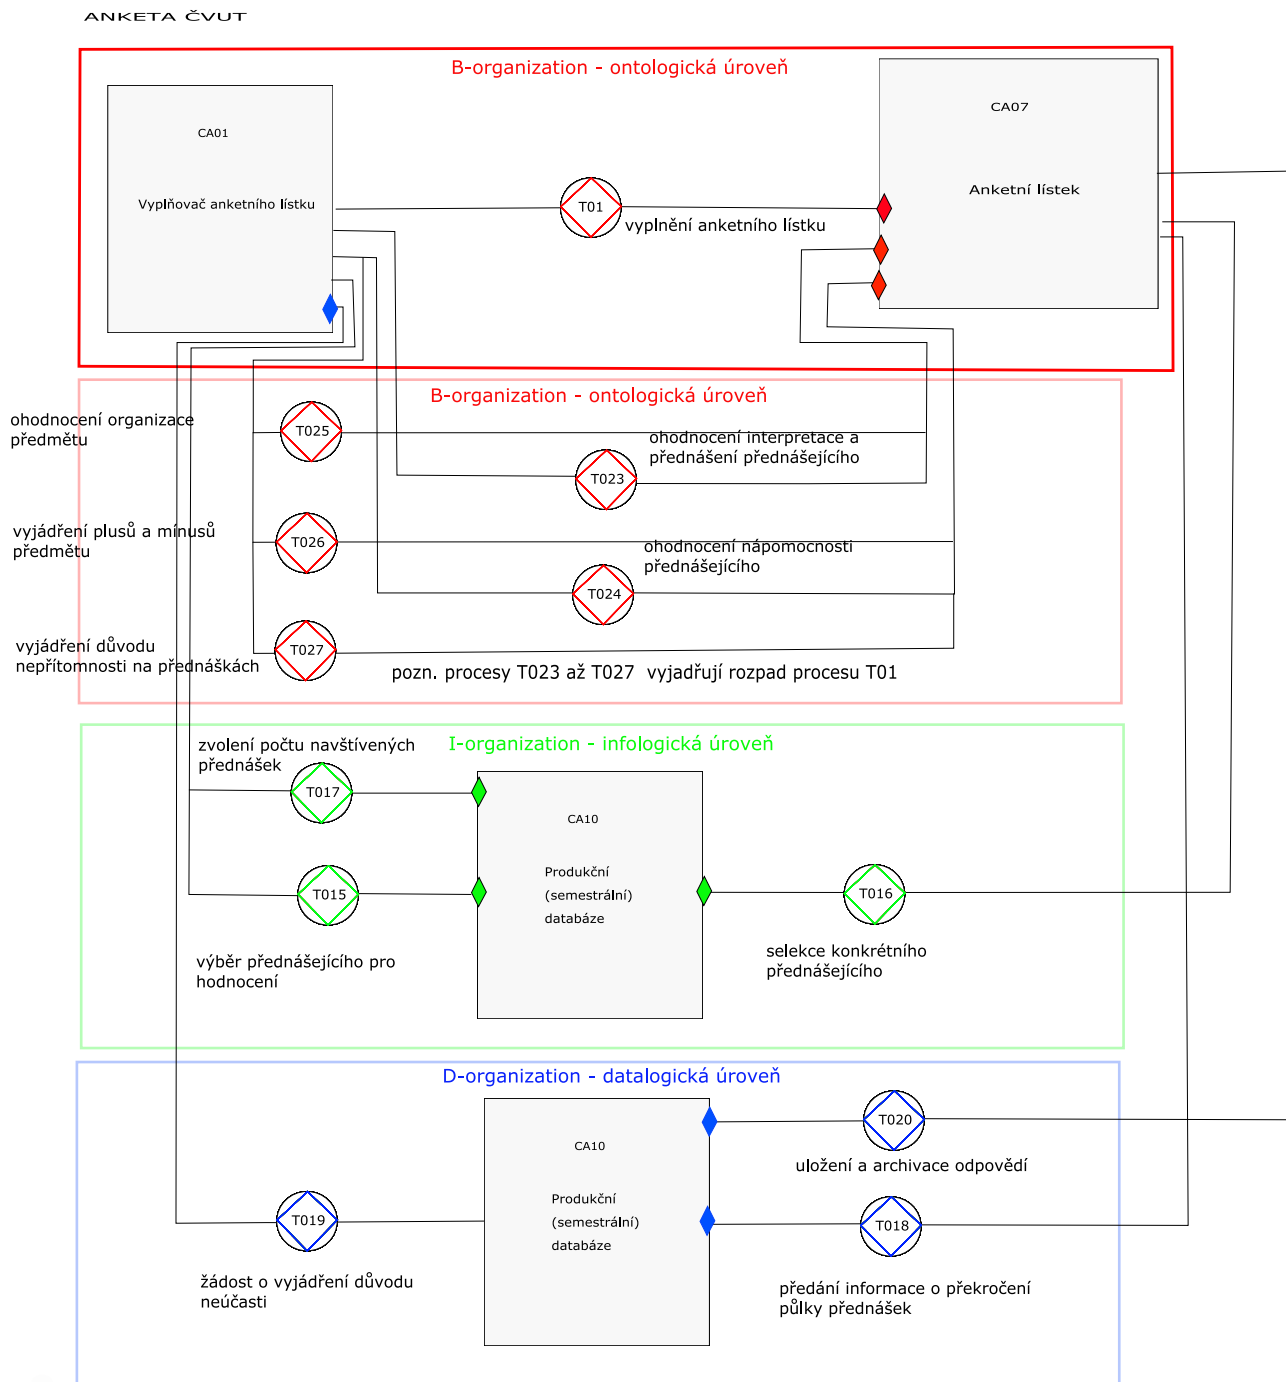 ANKETA ČVUT
B-organization - ontologická úroveň
CA01
Vyplňovač anketního lístku
T01
vyplnění anketního lístku
CA07
Anketní lístek
B-organization - ontologická úroveň
ohodnocení organizace
předmětu
T025
ohodnocení interpretace a
přednášení přednášejícího
T023
vyjádření plusů a mínusů
předmětu
T026
ohodnocení nápomocnosti
přednášejícího
T024
vyjádření důvodu
nepřítomnosti na přednáškách
T027
pozn. procesy T023 až T027 vyjadřují rozpad procesu T01
I-organization - infologická úroveň
zvolení počtu navštívených
přednášek
T017
CA10
Produkční
(semestrální)
databáze
T015
výběr přednášejícího pro
hodnocení
T016
selekce konkrétního
přednášejícího
D-organization - datalogická úroveň
T020
uložení a archivace odpovědí
CA10
Produkční
(semestrální)
databáze
T019
žádost o vyjádření důvodu
neúčasti
T018
předání informace o překročení
půlky přednášek